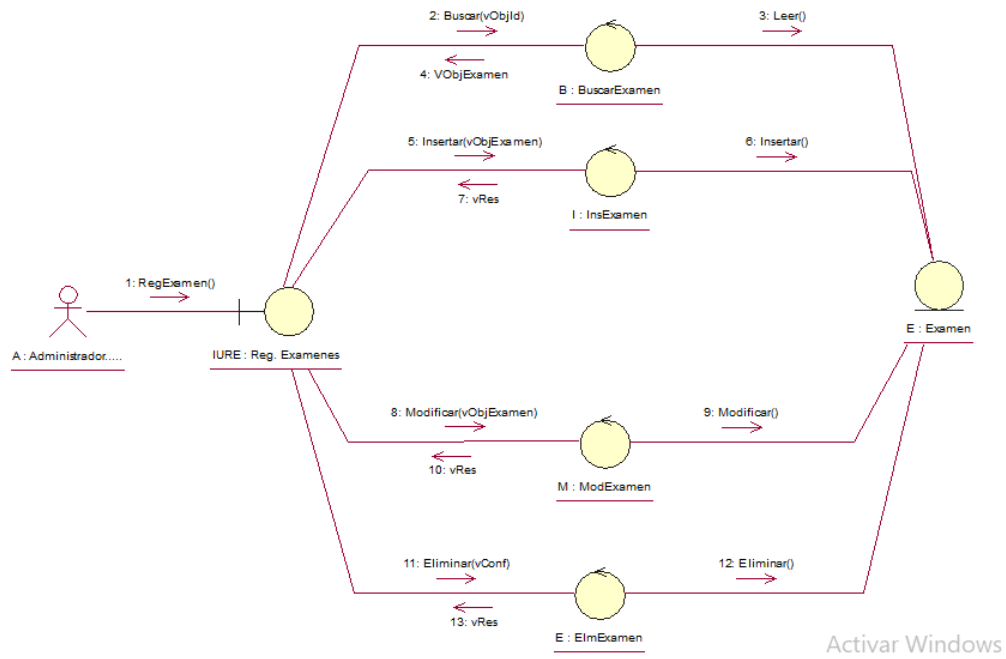 2: Buscar(vObjId)
3: Leer()
4: VObjExamen
B : BuscarExamen
5: Insertar(vObjExamen)
6: Insertar()
7: vRes
I : InsExamen
1: RegExamen()
A : Administrador.....
IURE : Reg. Examenes
E : Examen
8: Modificar(vObjExamen)
9: Modificar()
10: vRes
M : ModExamen
11: Eliminar(vConf)
12: Eliminar()
13: vRes
E : ElmExamen
Activar Windows